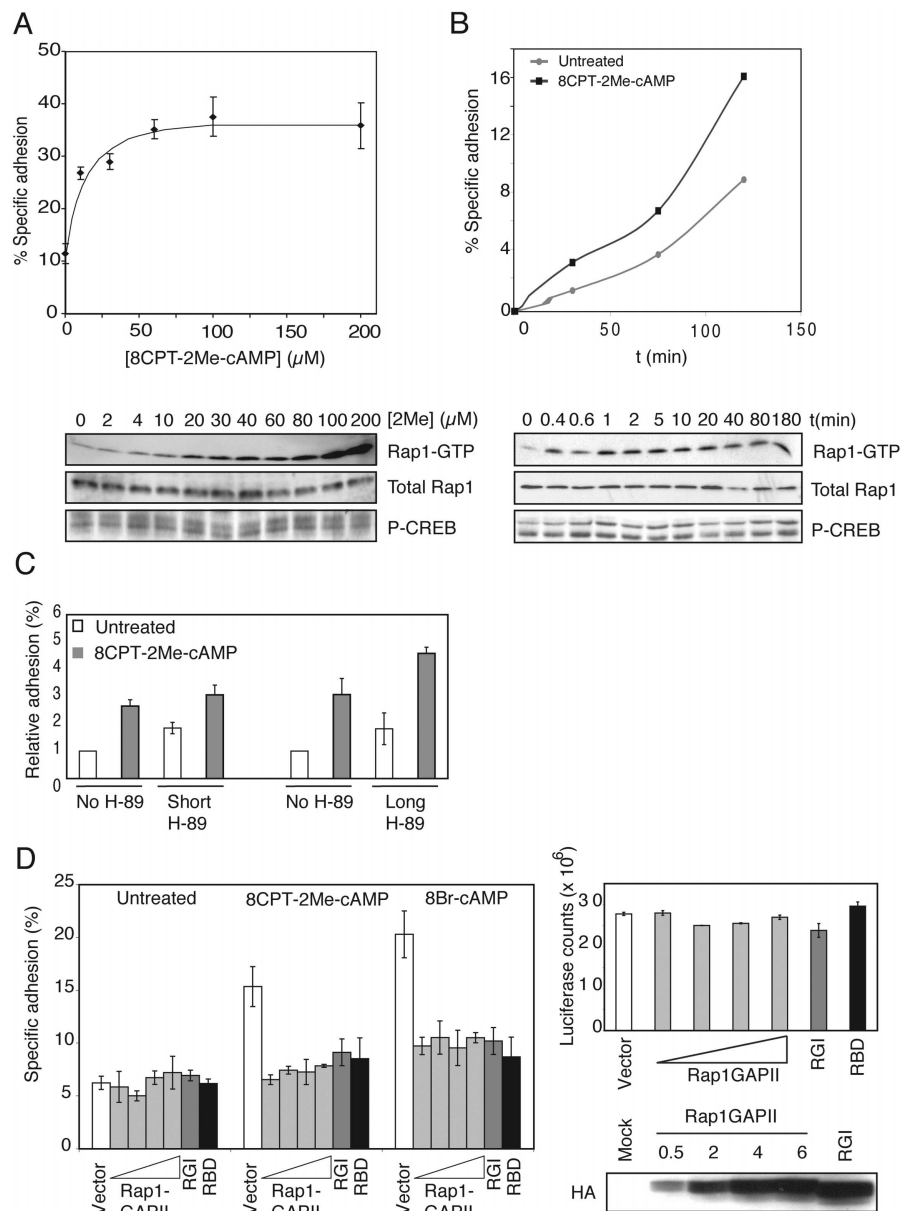 A
50
40
30
20
10
0
% Specific adhesion
0 50 100 150 200
[8CPT-2Me-cAMP] (µM)
B
Untreated
8CPT-2Me-cAMP
16
12
8
4
0
% Specific adhesion
0 50 100 150
t (min)
0 2 4 10 20 30 40 60 80 100 200 [2Me] (µM)
Rap1-GTP
Total Rap1
P-CREB
0 0.4 0.6 1 2 5 10 20 40 80 180 t(min)
Rap1-GTP
Total Rap1
P-CREB
C
6
5
4
3
2
1
0
Relative adhesion (%)
Untreated
8CPT-2Me-cAMP
No H-89 Short H-89 No H-89 Long H-89
D
25
20
15
10
5
0
Specific adhesion (%)
Untreated 8CPT-2Me-cAMP 8Br-cAMP
Vector Rap1-GAPII RGI RBD
Vector Rap1-GAPII RGI RBD
Vector Rap1-GAPII RGI RBD
Luciferase counts (x 10⁶)
30
20
10
0
Vector Rap1GAPII RGI RBD
Mock Rap1GAPII RGI
0.5 2 4 6
HA